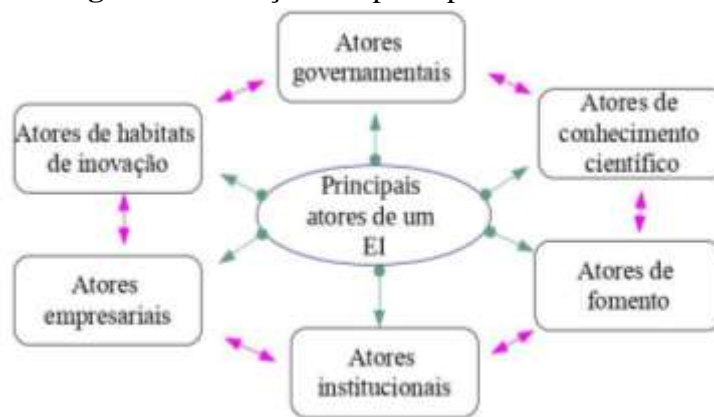 Atores
governamentais
Atores de habitats
de inovação
Atores de
conhecimento
científico
Principais
atores de um
EI
Atores
empresariais
Atores de
fomento
Atores
institucionais